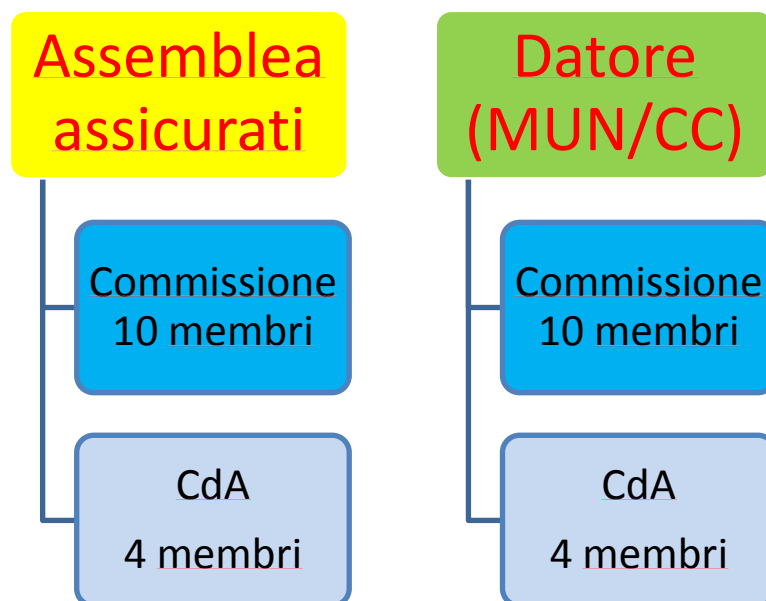 Assemblea
assicurati
Commissione
10 membri
CdA
4 membri
Datore
(MUN/CC)
Commissione
10 membri
CdA
4 membri